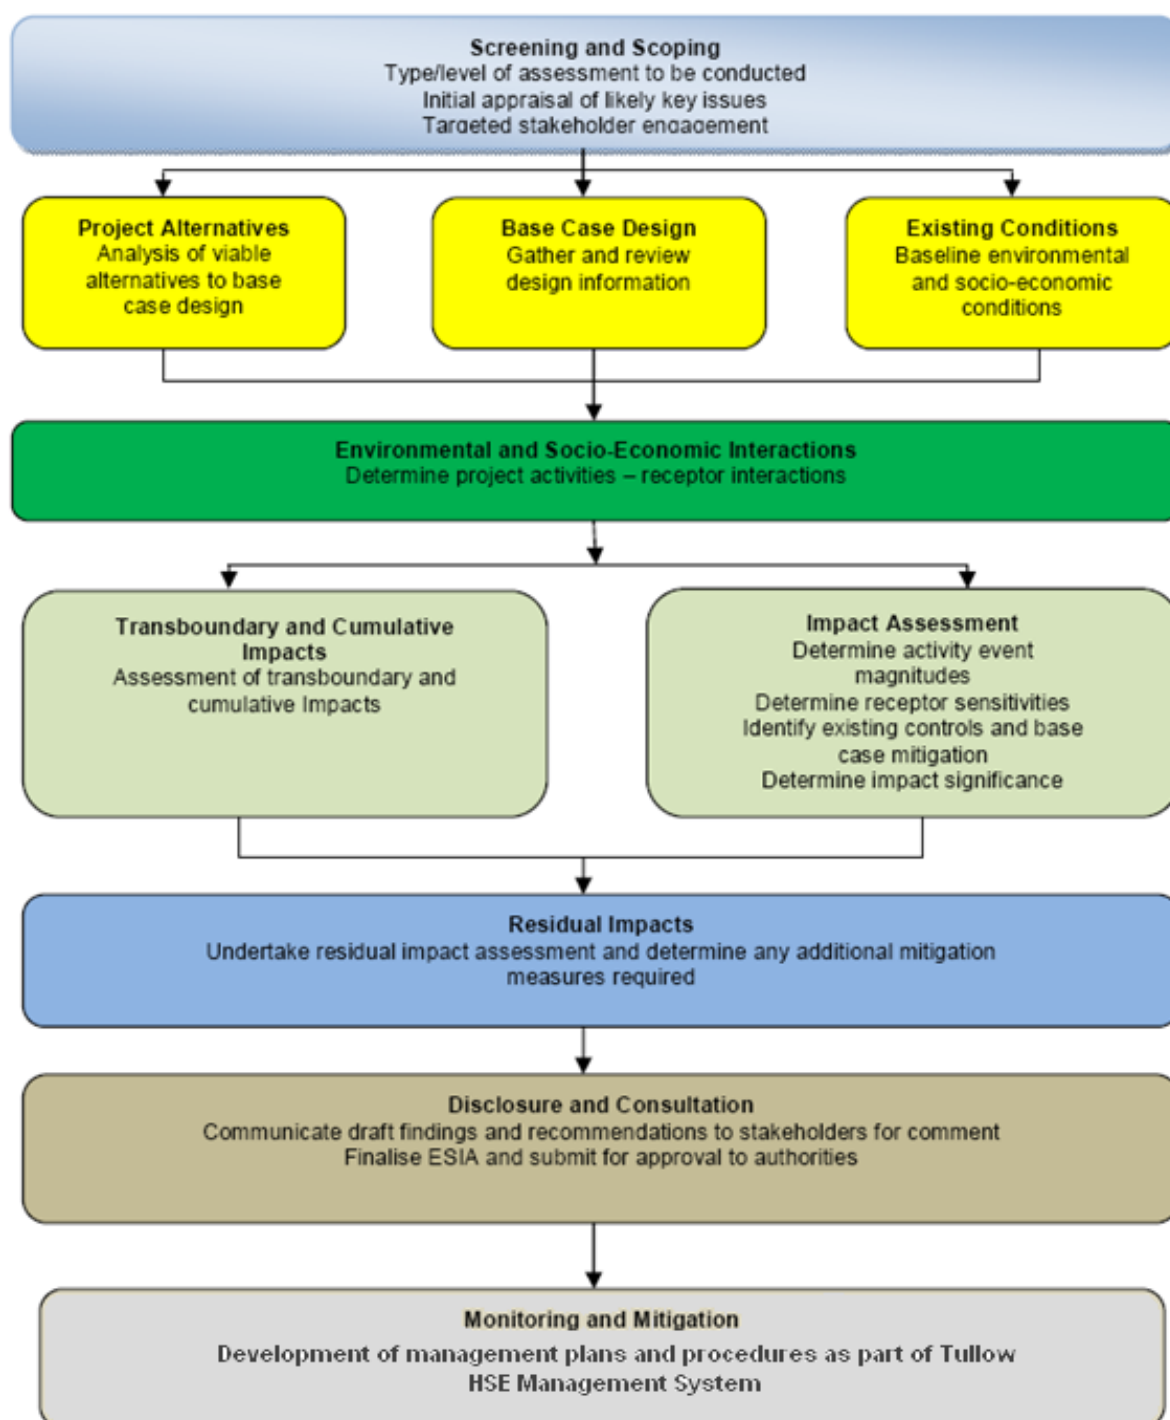 Screening and Scoping
Type/level of assessment to be conducted
Initial appraisal of likely key issues
Targeted stakeholder engagement
Project Alternatives
Analysis of viable
alternatives to base
case design
Base Case Design
Gather and review
design information
Existing Conditions
Baseline environmental
and socio-economic
conditions
Environmental and Socio-Economic Interactions
Determine project activities – receptor interactions
Transboundary and Cumulative
Impacts
Assessment of transboundary and
cumulative Impacts
Impact Assessment
Determine activity event
magnitudes
Determine receptor sensitivities
Identify existing controls and base
case mitigation
Determine impact significance
Residual Impacts
Undertake residual impact assessment and determine any additional mitigation
measures required
Disclosure and Consultation
Communicate draft findings and recommendations to stakeholders for comment
Finalise ESIA and submit for approval to authorities
Monitoring and Mitigation
Development of management plans and procedures as part of Tullow
HSE Management System